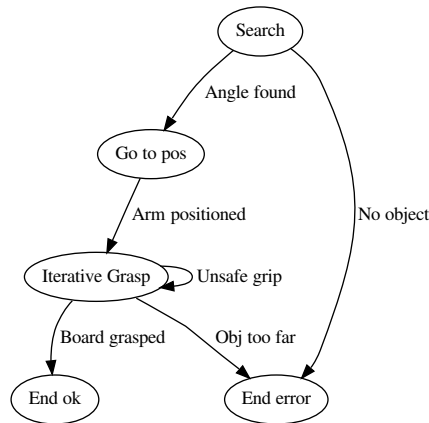 Search
Angle found
Go to pos
Arm positioned
No object
Iterative Grasp
Unsafe grip
Board grasped
Obj too far
End ok
End error